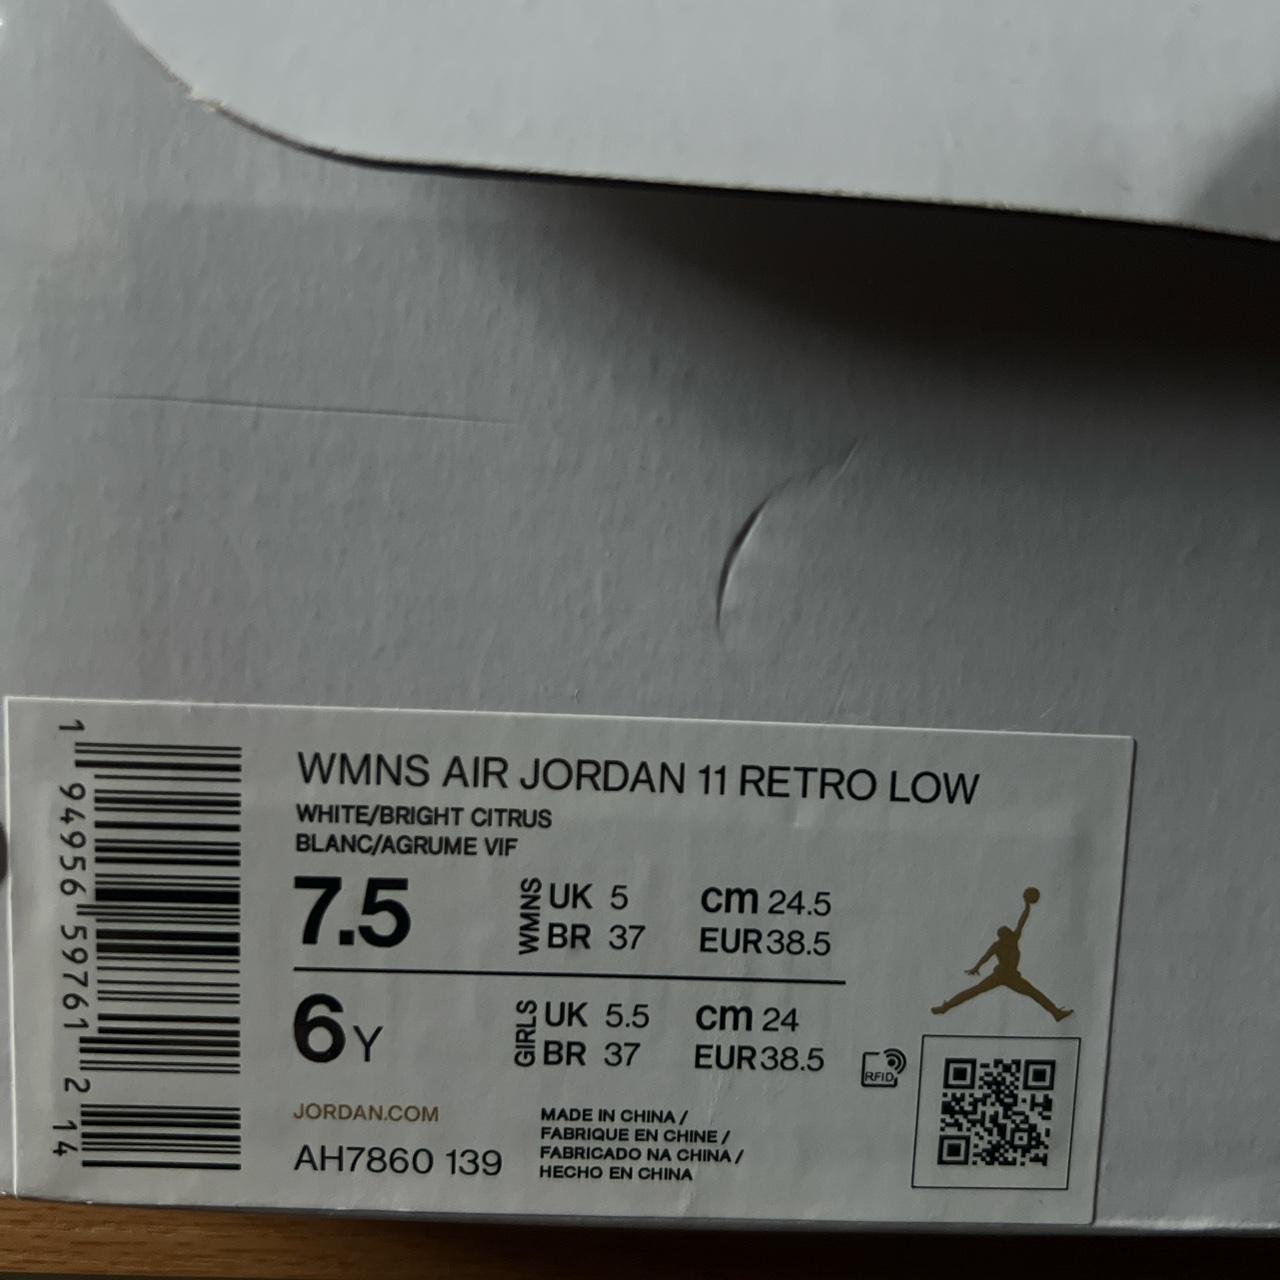 WMNS AIR JORDAN 11 RETRO LOW
WHITE/BRIGHT CITRUS
BLANC/AGRUME VIF
7.5 WMNS UK 5 cm 24.5
BR 37 EUR 38.5
6Y GIRLS UK 5.5 cm 24
BR 37 EUR 38.5
RFID
JORDAN.COM
AH7860 139
MADE IN CHINA /
FABRIQUE EN CHINE /
FABRICADO NA CHINA /
HECHO EN CHINA
1 94956 59761 2 14